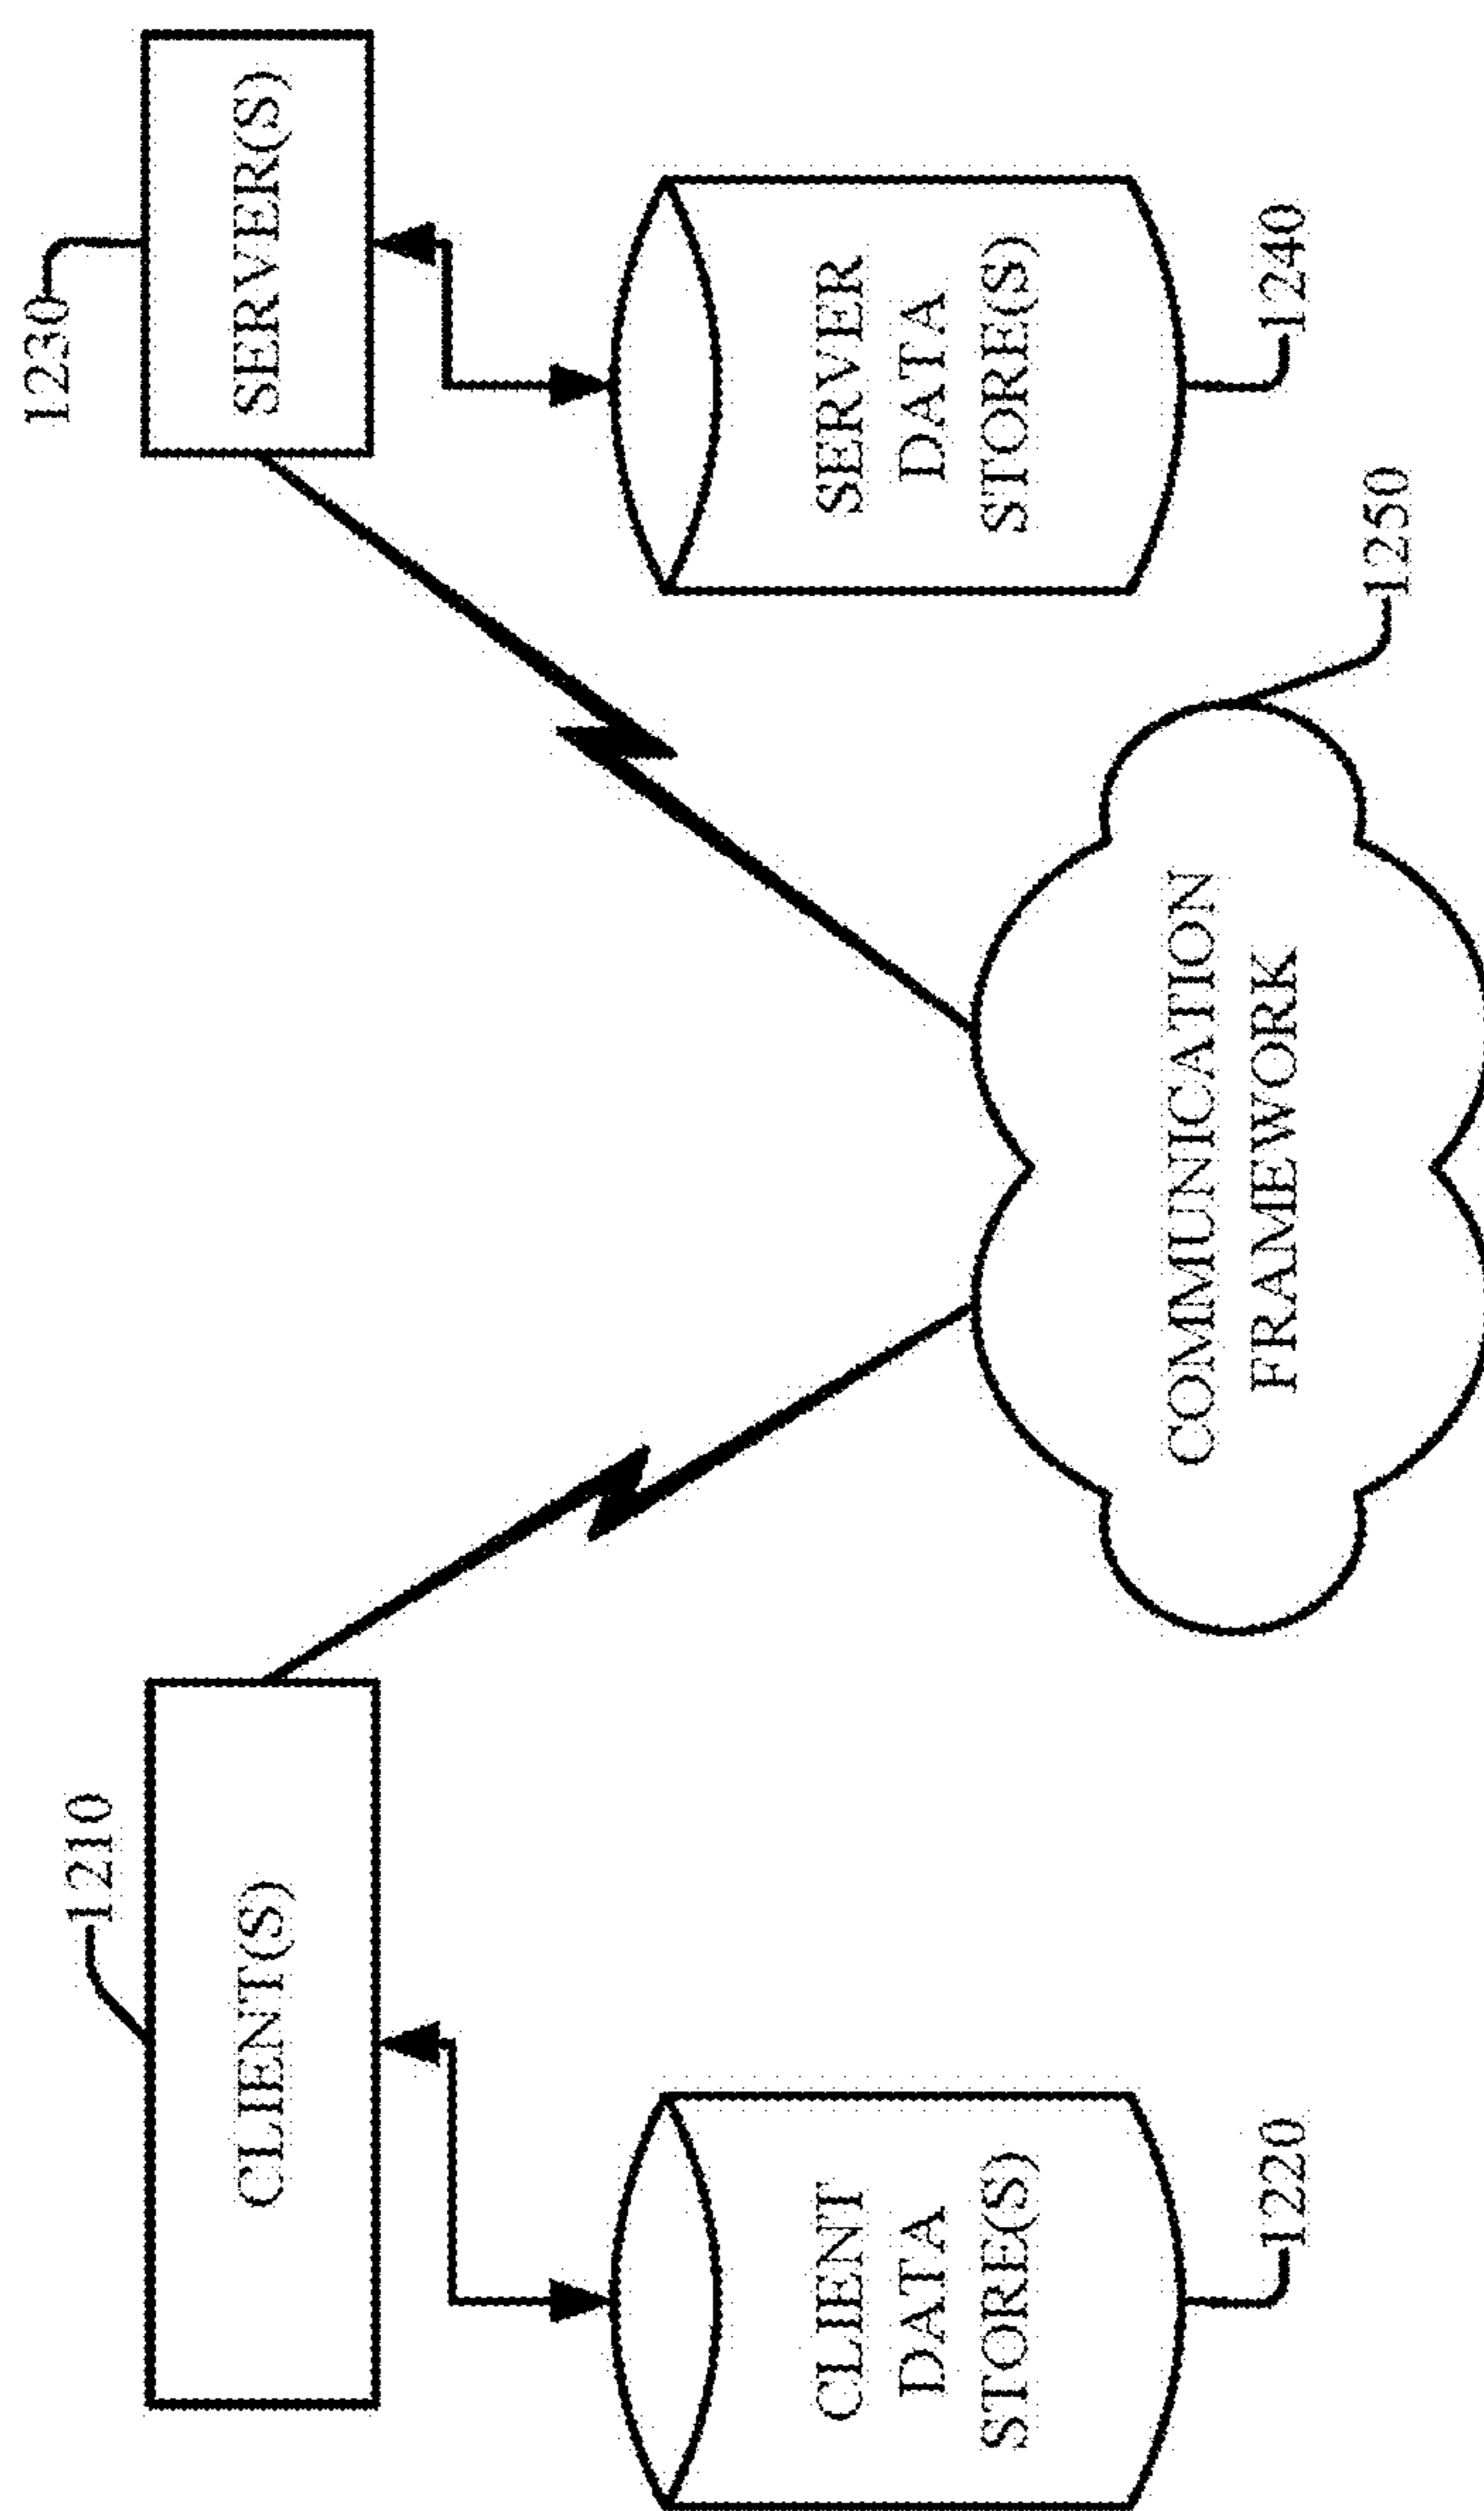 1210
CLIENT(S)
1230
SERVER(S)
CLIENT
DATA
STORE(S)
1220
SERVER
DATA
STORE(S)
1240
COMMUNICATION
FRAMEWORK
1250